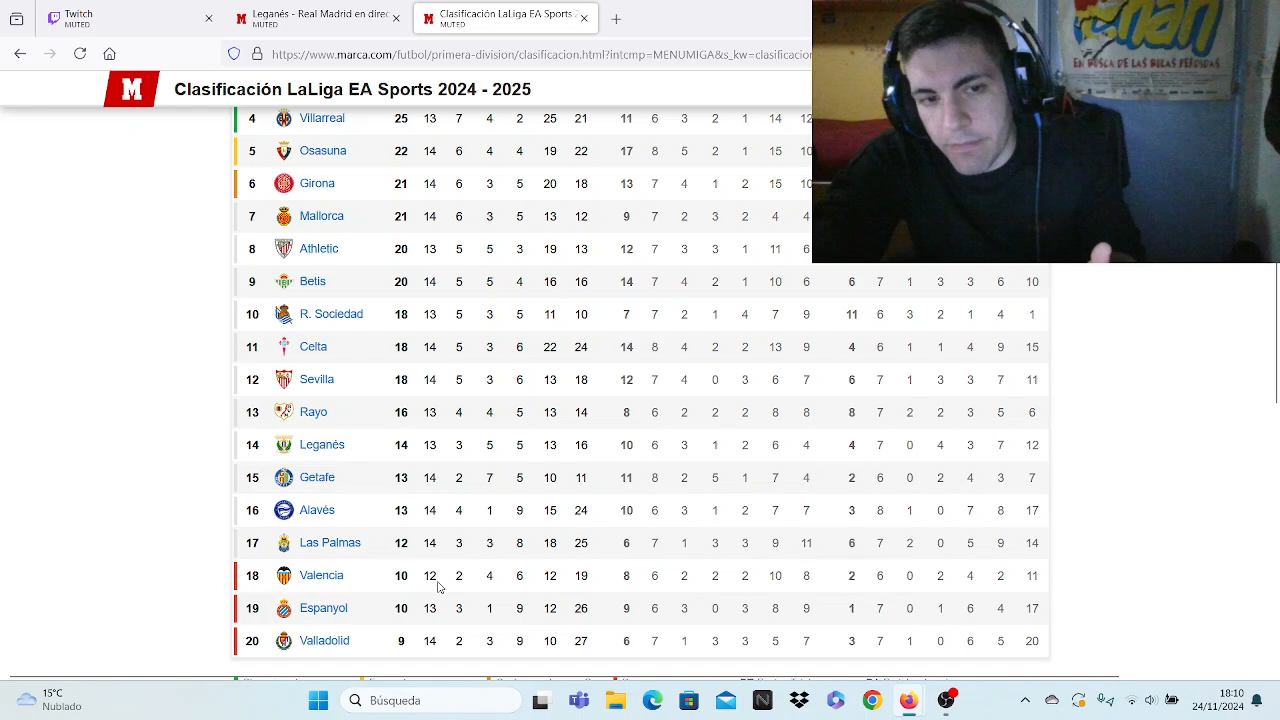 Twitch
MUTED
Leganés - Real Madrid en direc
MUTED
Clasificación LaLiga EA Sports
MUTED
https://www.marca.com/futbol/primera-division/clasificacion.html?intcmp=MENUMIGA&s_kw=clasificacior
EN BUSCA DE LAS BOLAS PERDIDAS
M Clasificación LaLiga EA Sports 2024 - 2025
4 Villarreal 25 13 7 4 2 25 21 11 6 3 2 1 14 12
5 Osasuna 22 14 6 4 4 19 22 17 8 5 2 1 15 10
6 Girona 21 14 6 3 5 20 18 13 7 4 1 2 15 10
7 Mallorca 21 14 6 3 5 13 12 9 7 2 3 2 4 4
8 Athletic 20 13 5 5 3 19 13 12 7 3 3 1 11 6
9 Betis 20 14 5 5 4 16 16 14 7 4 2 1 10 6 6 7 1 3 3 6 10
10 R. Sociedad 18 13 5 3 5 11 10 7 7 2 1 4 7 9 11 6 3 2 1 4 1
11 Celta 18 14 5 3 6 22 24 14 8 4 2 2 13 9 4 6 1 1 4 9 15
12 Sevilla 18 14 5 3 6 13 18 12 7 4 0 3 6 7 6 7 1 3 3 7 11
13 Rayo 16 13 4 4 5 13 14 8 6 2 2 2 8 8 8 7 2 2 3 5 6
14 Leganés 14 13 3 5 5 13 16 10 6 3 1 2 6 4 4 7 0 4 3 7 12
15 Getafe 13 14 2 7 5 10 11 11 8 2 5 1 7 4 2 6 0 2 4 3 7
16 Alavés 13 14 4 1 9 15 24 10 6 3 1 2 7 7 3 8 1 0 7 8 17
17 Las Palmas 12 14 3 3 8 18 25 6 7 1 3 3 9 11 6 7 2 0 5 9 14
18 Valencia 10 12 2 4 6 12 19 8 6 2 2 2 10 8 2 6 0 2 4 2 11
19 Espanyol 10 13 3 1 9 12 26 9 6 3 0 3 8 9 1 7 0 1 6 4 17
20 Valladolid 9 14 2 3 9 10 27 6 7 1 3 3 5 7 3 7 1 0 6 5 20
15°C
Nublado
Búsqueda
18:10
24/11/2024